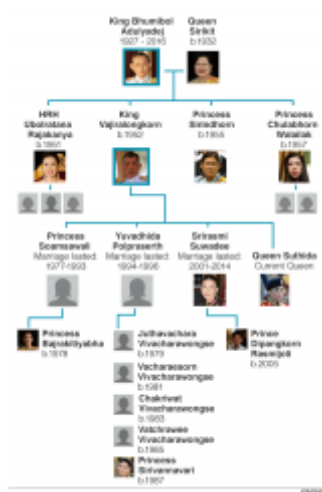 King Bhumibol
Adulyadej
1927 - 2016
Queen
Sirikit
b.1932
HRH
Ubolratana
Rajakanya
b.1951
King
Vajiralongkorn
b.1952
Princess
Sirindhorn
b.1955
Princess
Chulabhorn
Walailak
b.1957
Princess
Soamsawali
Marriage lasted:
1977-1993
Yuvadhida
Polpraserth
Marriage lasted:
1994-1996
Srirasmi
Suwadee
Marriage lasted:
2001-2014
Queen Suthida
Current Queen
Princess
Bajrakitiyabha
b.1978
Juthavachara
Vivacharawongse
b.1979
Vacharaesorn
Vivacharawongse
b.1981
Chakriwat
Vivacharawongse
b.1983
Vatchrawee
Vivacharawongse
b.1985
Princess
Sirivannavari
b.1987
Prince
Dipangkorn
Rasmijoti
b.2005